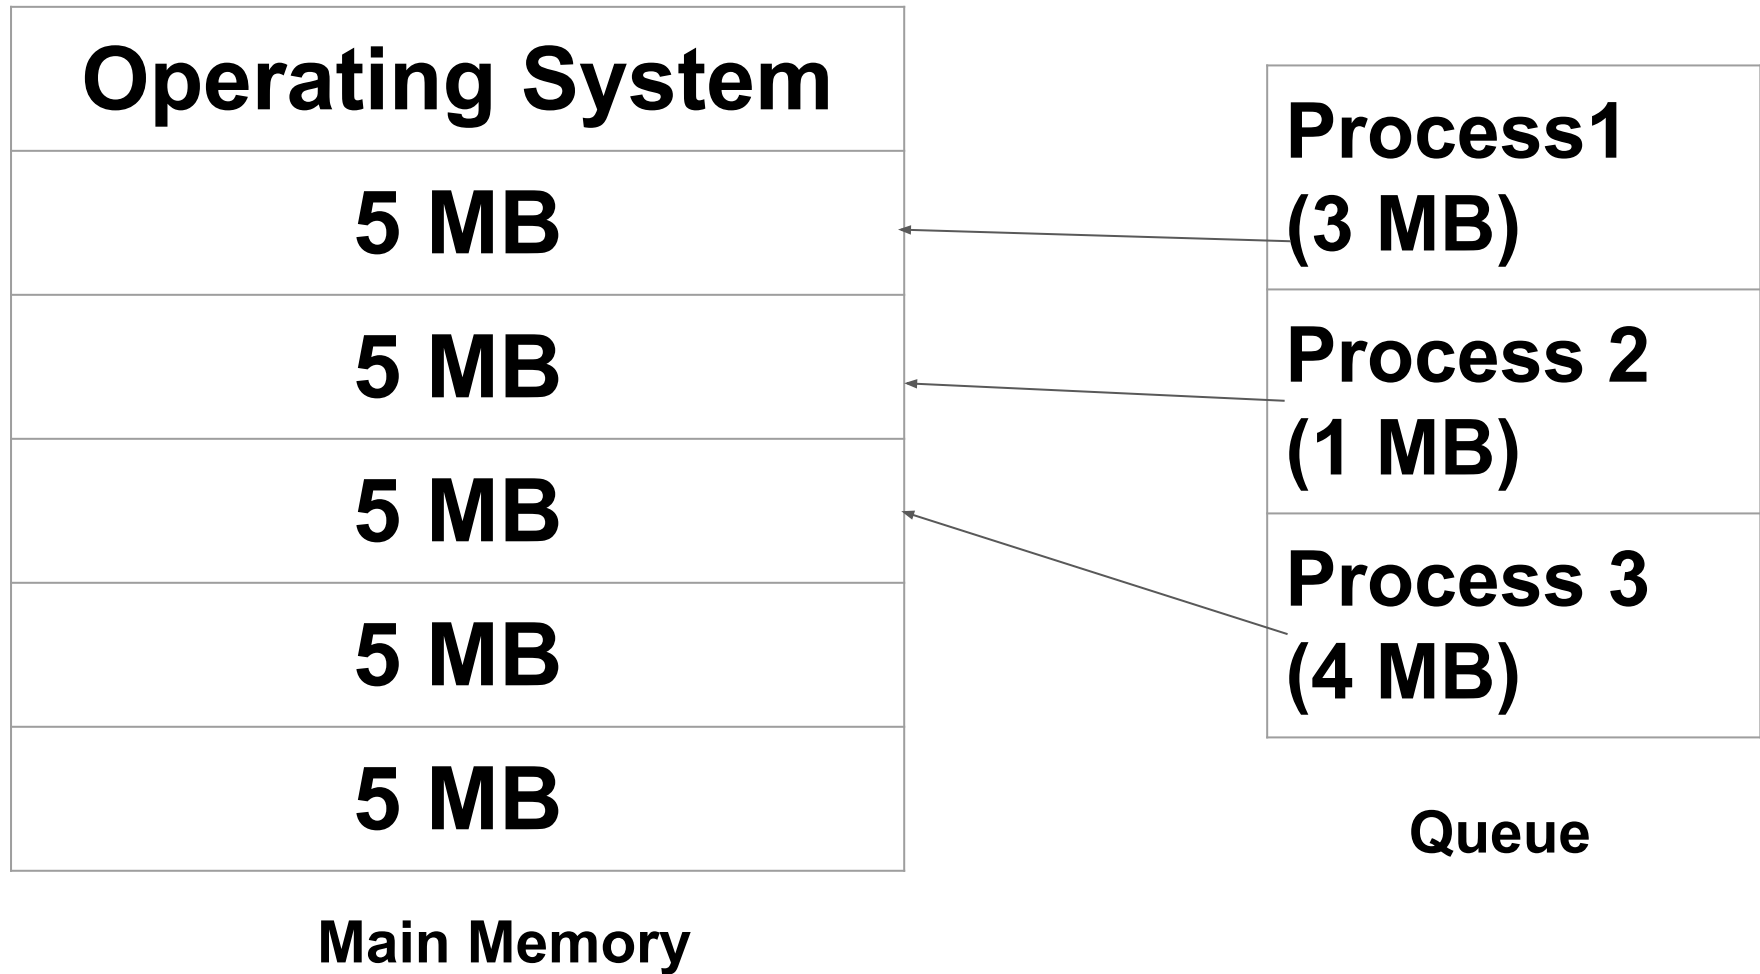 Operating System
5 MB
5 MB
5 MB
5 MB
5 MB
Main Memory
Process1
(3 MB)
Process 2
(1 MB)
Process 3
(4 MB)
Queue